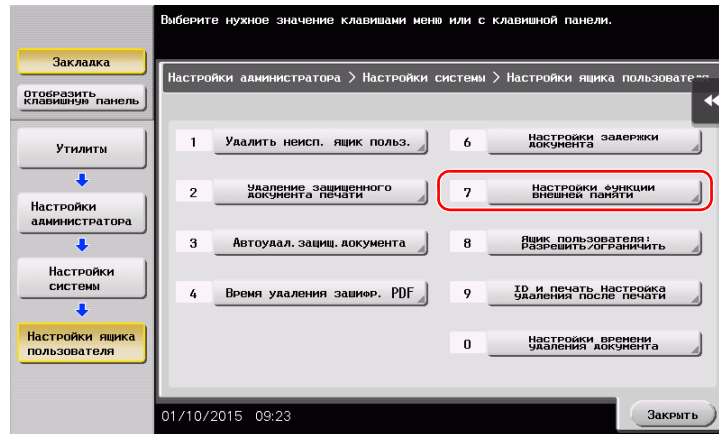 Выберите нужное значение клавишами меню или с клавишной панели.
Закладка
Отобразить
клавишную панель
Утилиты
Настройки
администратора
Настройки
системы
Настройки ящика
пользователя
Настройки администратора > Настройки системы > Настройки ящика пользователя
1 Удалить неисп. ящик польз.
2 Удаление защищенного
документа печати
3 Автоудал.защищ.документа
4 Время удаления зашифр. PDF
6 Настройки задержки
документа
7 Настройки функции
внешней памяти
8 Ящик пользователя:
Разрешить/ограничить
9 ID и печать Настройка
удаления после печати
0 Настройки времени
удаления документа
01/10/2015 09:23
Закрыть